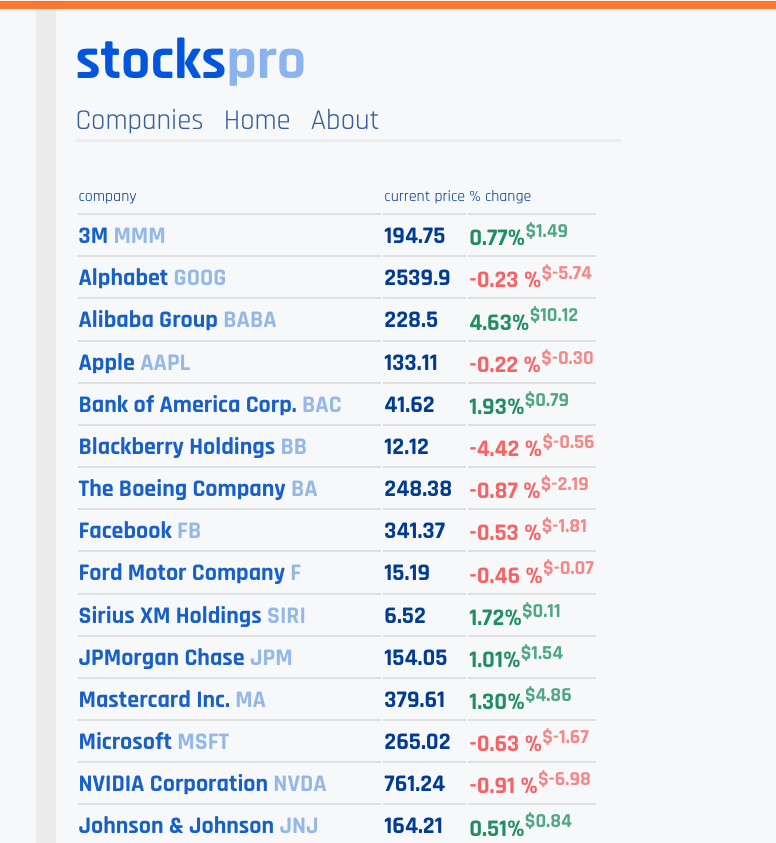 stockspro
Companies Home About
company current price % change
3M MMM 194.75 0.77% $1.49
Alphabet GOOG 2539.9 -0.23 % $-5.74
Alibaba Group BABA 228.5 4.63% $10.12
Apple AAPL 133.11 -0.22 % $-0.30
Bank of America Corp. BAC 41.62 1.93% $0.79
Blackberry Holdings BB 12.12 -4.42 % $-0.56
The Boeing Company BA 248.38 -0.87 % $-2.19
Facebook FB 341.37 -0.53 % $-1.81
Ford Motor Company F 15.19 -0.46 % $-0.07
Sirius XM Holdings SIRI 6.52 1.72% $0.11
JPMorgan Chase JPM 154.05 1.01% $1.54
Mastercard Inc. MA 379.61 1.30% $4.86
Microsoft MSFT 265.02 -0.63 % $-1.67
NVIDIA Corporation NVDA 761.24 -0.91 % $-6.98
Johnson & Johnson JNJ 164.21 0.51% $0.84